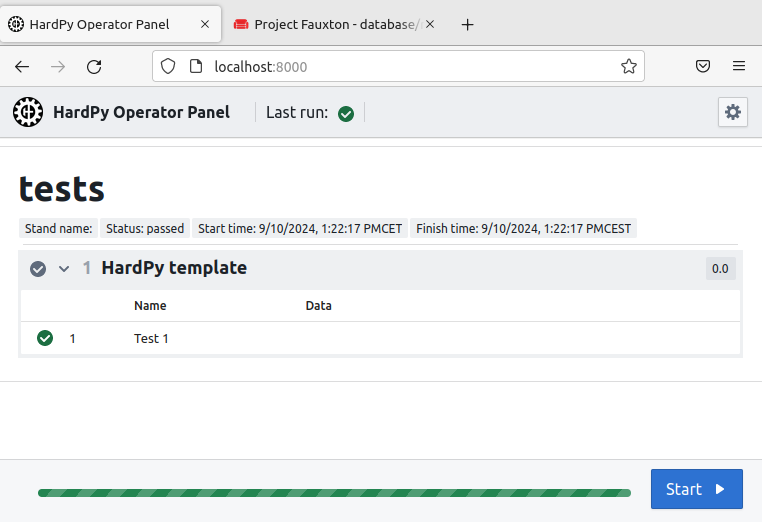 HardPy Operator Panel
Project Fauxton - database/
localhost:8000
HardPy Operator Panel Last run:
tests
Stand name: Status: passed Start time: 9/10/2024, 1:22:17 PMCET Finish time: 9/10/2024, 1:22:17 PMCEST
1 HardPy template 0.0
Name Data
1 Test 1
Start